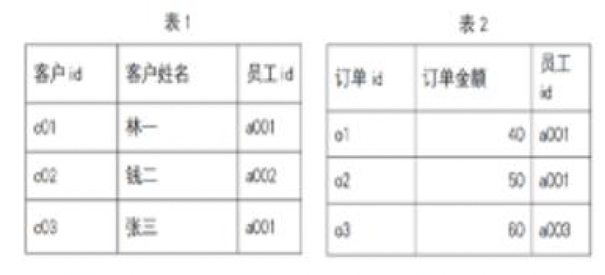 表1
客户id 客户姓名 员工id
c01 林一 a001
c02 钱二 a002
c03 张三 a001
表2
订单id 订单金额 员工id
o1 40 a001
o2 50 a001
o3 60 a003